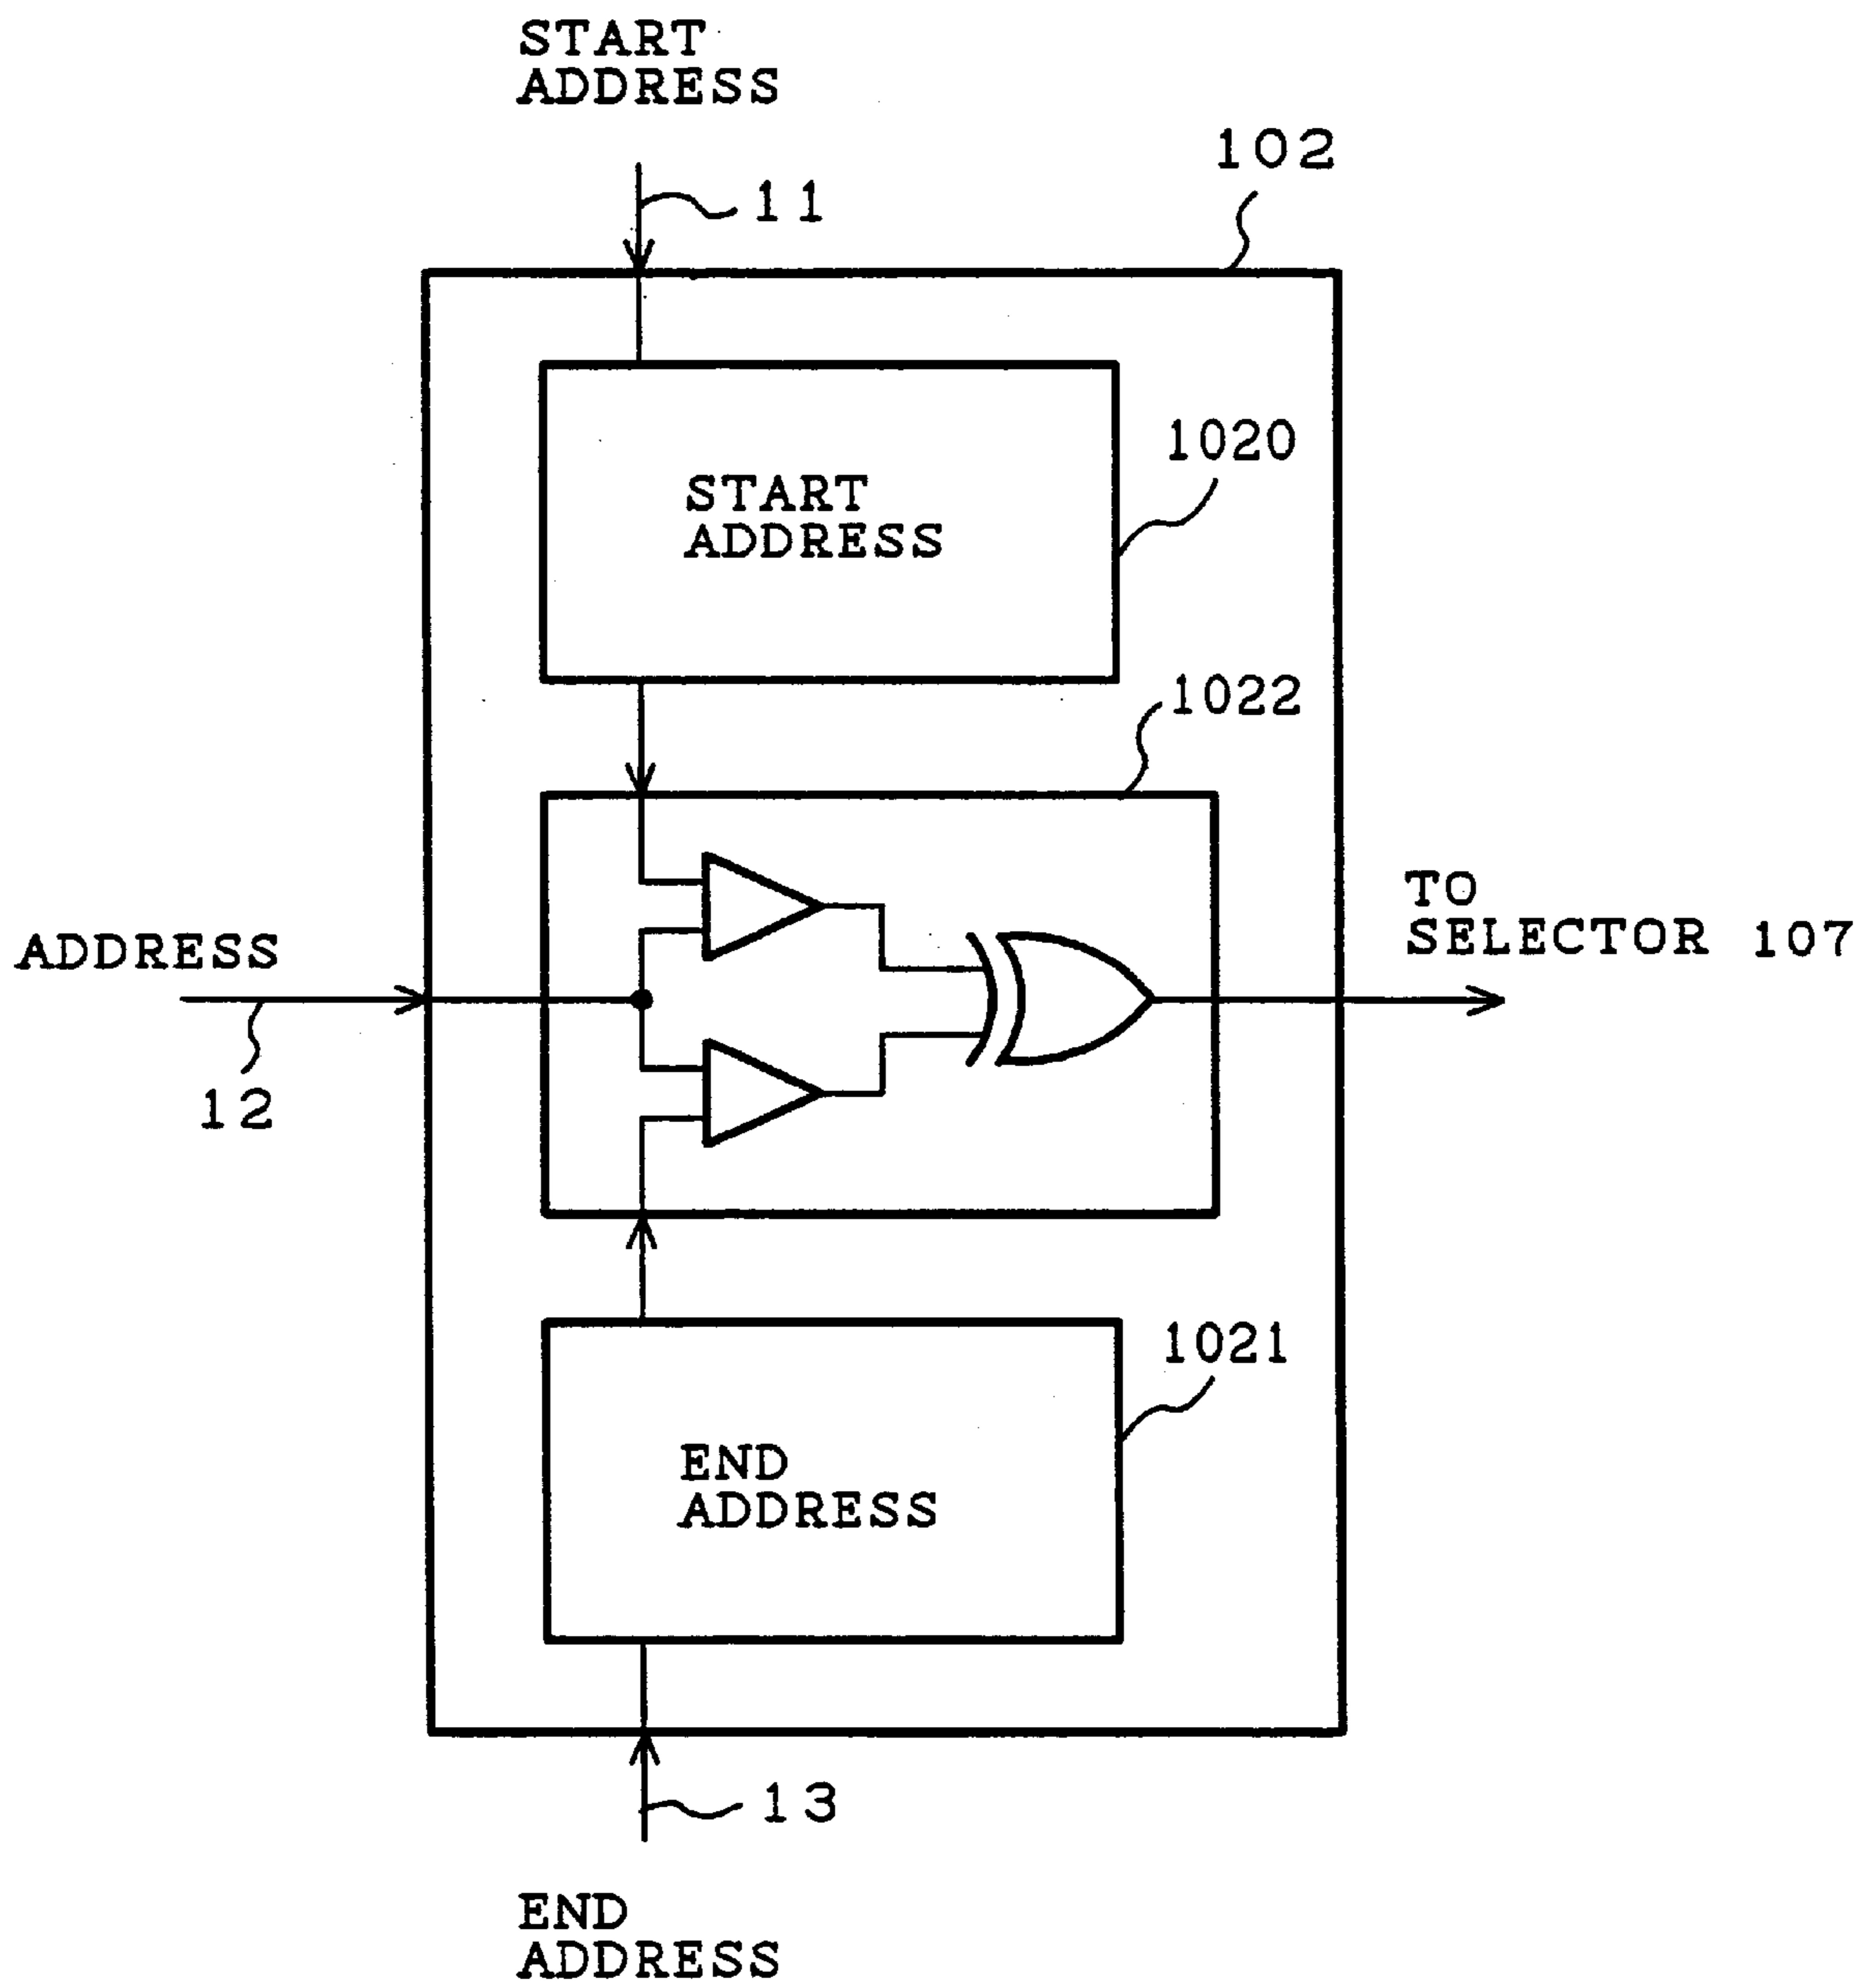 START
ADDRESS
102
11
1020
START
ADDRESS
1022
TO
SELECTOR 107
ADDRESS
12
1021
END
ADDRESS
13
END
ADDRESS